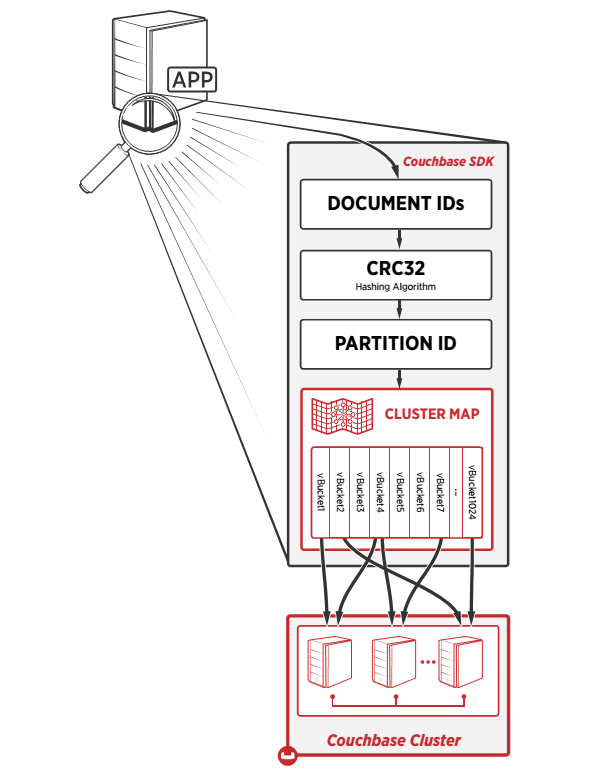 APP
Couchbase SDK
DOCUMENT IDs
CRC32
Hashing Algorithm
PARTITION ID
CLUSTER MAP
vBucket1
vBucket2
vBucket3
vBucket4
vBucket5
vBucket6
vBucket7
...
vBucket1024
Couchbase Cluster